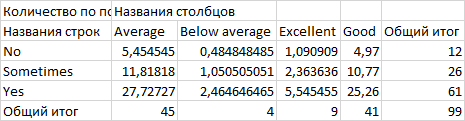 Количество по по Названия столбцов
Названия строк Average Below average Excellent Good Общий итог
No 5,454545 0,484848485 1,090909 4,97 12
Sometimes 11,81818 1,050505051 2,363636 10,77 26
Yes 27,72727 2,464646465 5,545455 25,26 61
Общий итог 45 4 9 41 99